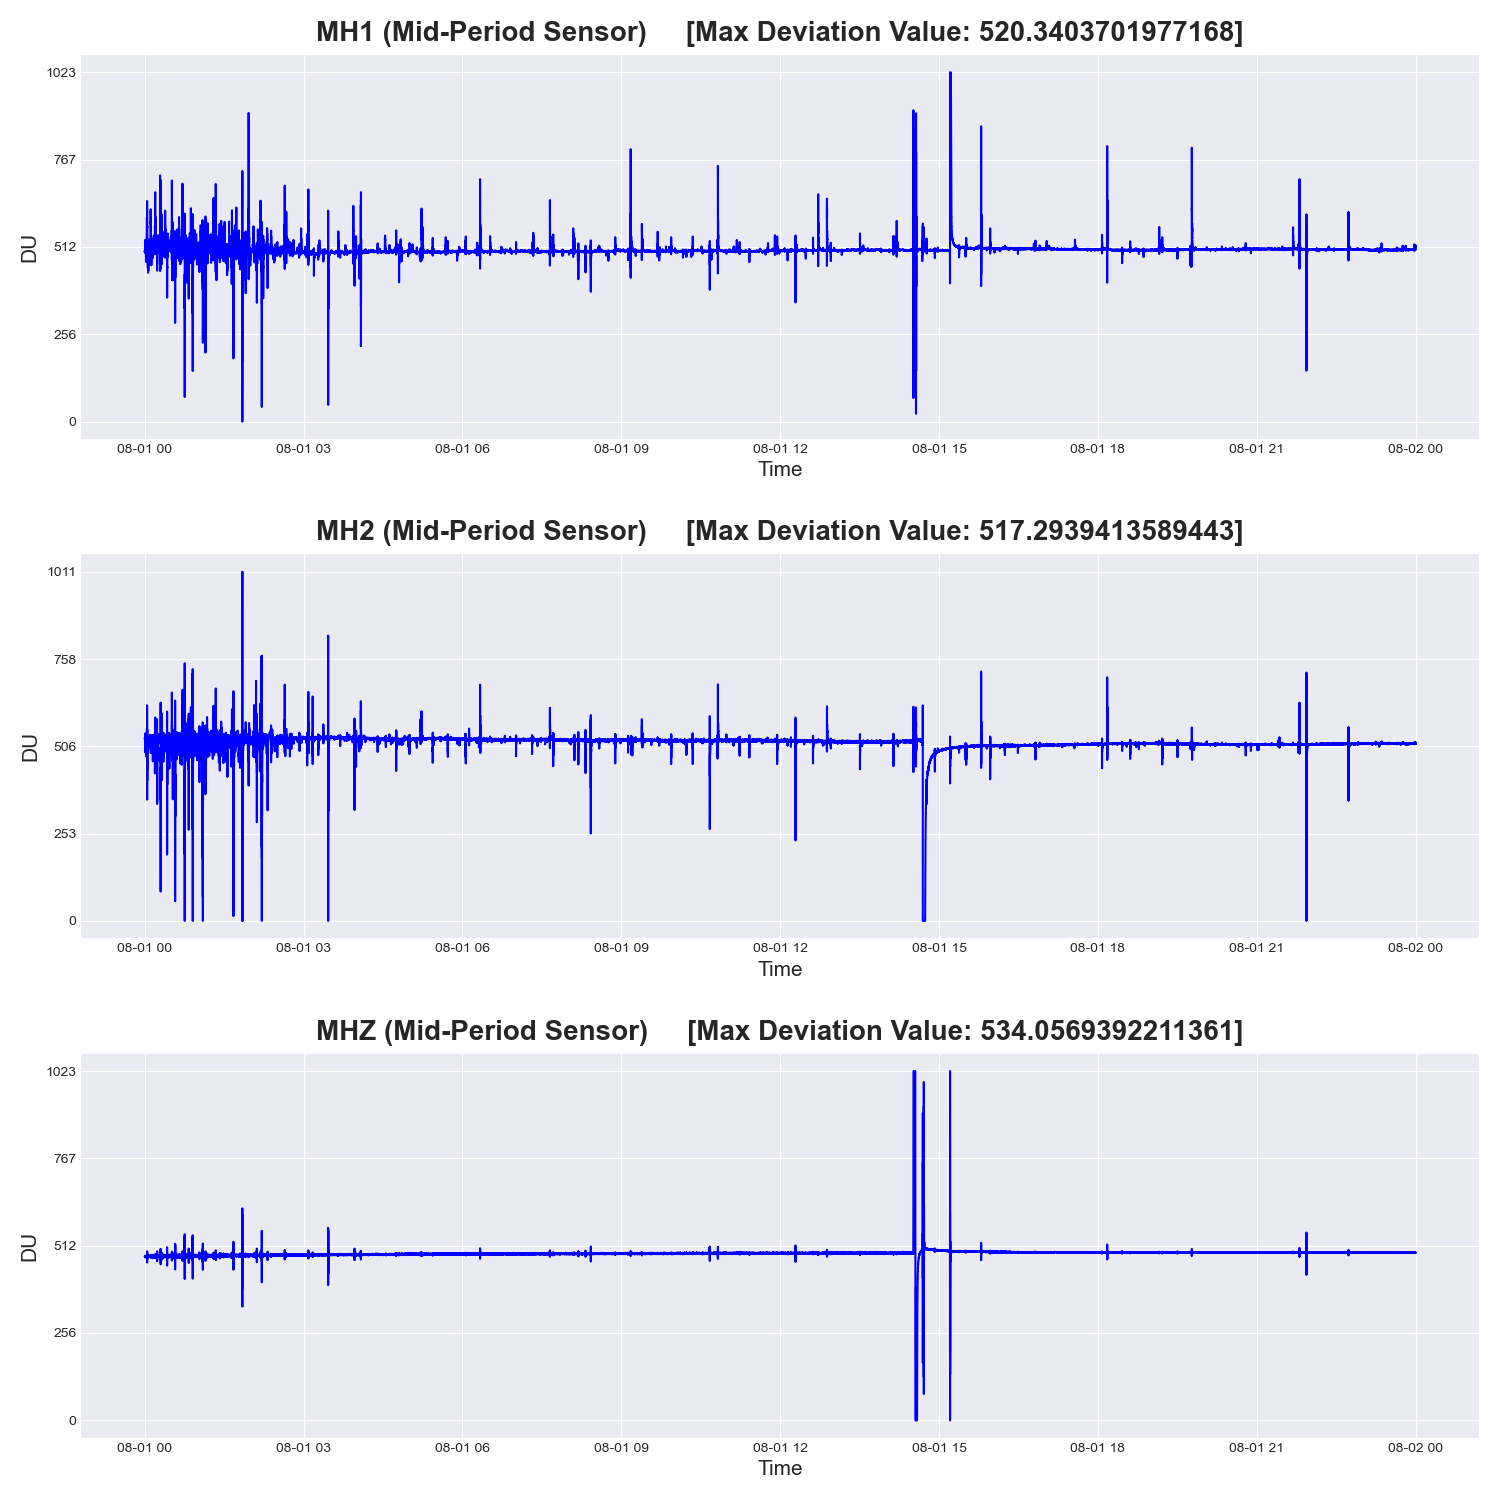 MH1 (Mid-Period Sensor) [Max Deviation Value: 520.3403701977168]
1023
767
512
256
0
DU
08-01 00 08-01 03 08-01 06 08-01 09 08-01 12 08-01 15 08-01 18 08-01 21 08-02 00
Time
MH2 (Mid-Period Sensor) [Max Deviation Value: 517.2939413589443]
1011
758
506
253
0
DU
08-01 00 08-01 03 08-01 06 08-01 09 08-01 12 08-01 15 08-01 18 08-01 21 08-02 00
Time
MHZ (Mid-Period Sensor) [Max Deviation Value: 534.0569392211361]
1023
767
512
256
0
DU
08-01 00 08-01 03 08-01 06 08-01 09 08-01 12 08-01 15 08-01 18 08-01 21 08-02 00
Time